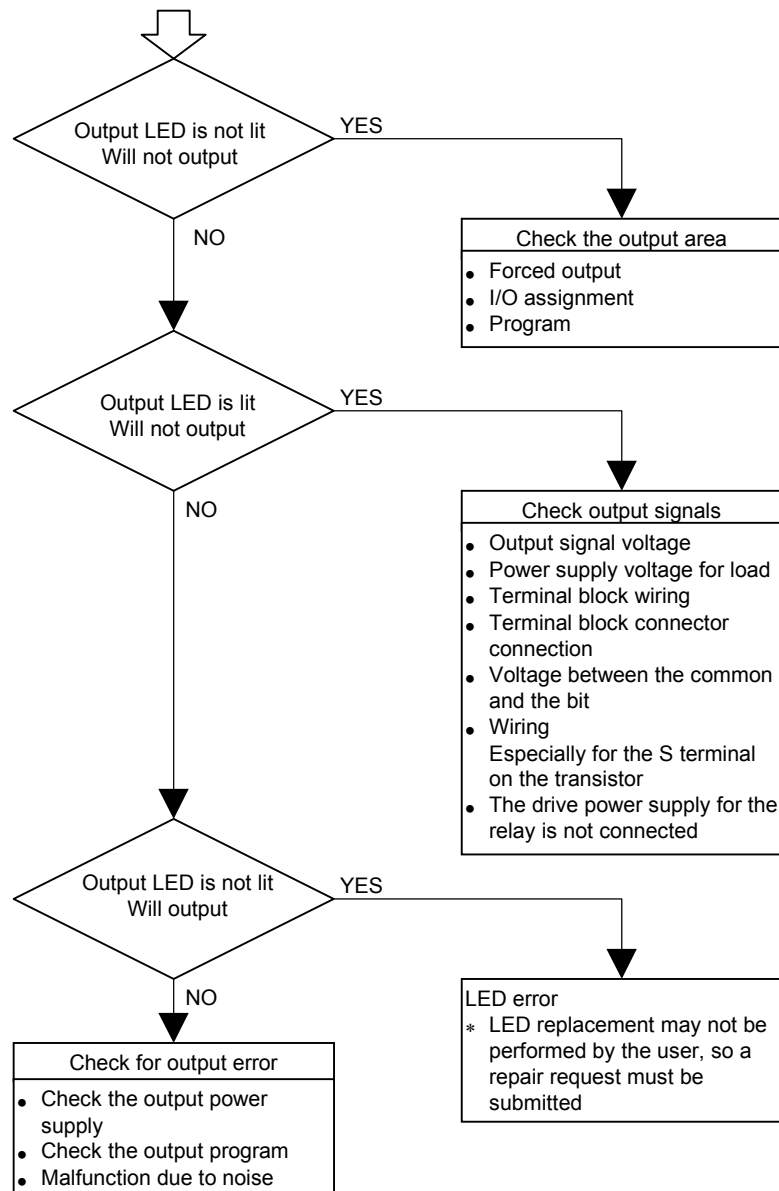 Output LED is not lit
Will not output
YES
NO
Check the output area
• Forced output
• I/O assignment
• Program
Output LED is lit
Will not output
YES
NO
Check output signals
• Output signal voltage
• Power supply voltage for load
• Terminal block wiring
• Terminal block connector
connection
• Voltage between the common
and the bit
• Wiring
Especially for the S terminal
on the transistor
• The drive power supply for the
relay is not connected
Output LED is not lit
Will output
YES
NO
LED error
* LED replacement may not be
performed by the user, so a
repair request must be
submitted
Check for output error
• Check the output power
supply
• Check the output program
• Malfunction due to noise